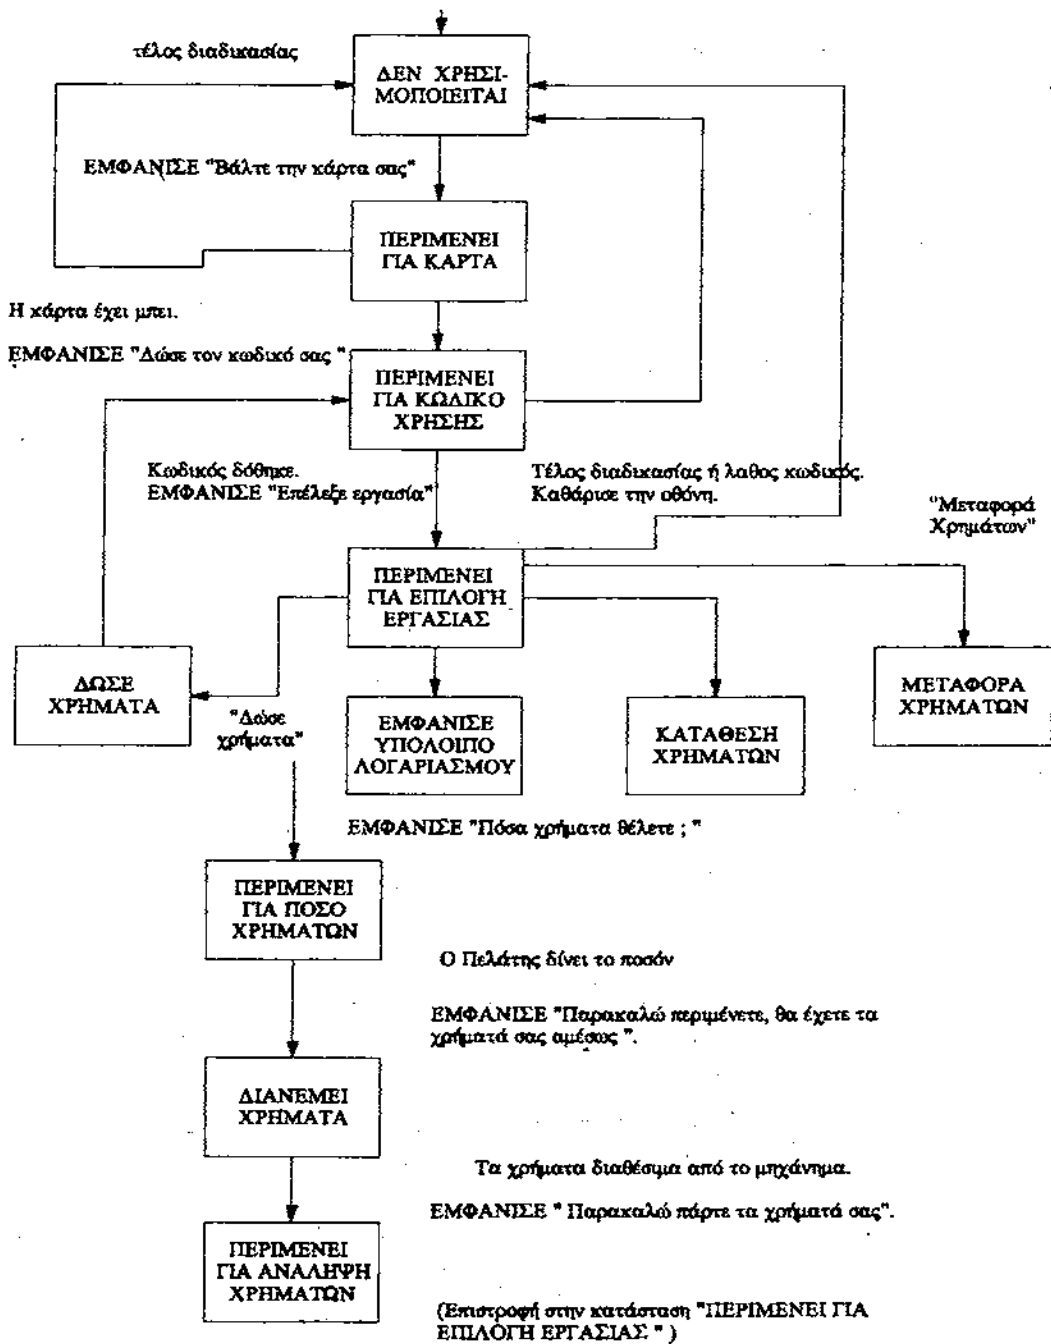 τέλος διαδικασίας
ΔΕΝ ΧΡΗΣΙ-
ΜΟΠΟΙΕΙΤΑΙ
ΕΜΦΑΝΙΣΕ "Βάλτε την κάρτα σας"
ΠΕΡΙΜΕΝΕΙ
ΓΙΑ ΚΑΡΤΑ
Η κάρτα έχει μπει.
ΕΜΦΑΝΙΣΕ "Δώσε τον κωδικό σας "
ΠΕΡΙΜΕΝΕΙ
ΓΙΑ ΚΩΔΙΚΟ
ΧΡΗΣΗΣ
Κωδικός δόθηκε.
ΕΜΦΑΝΙΣΕ "Επέλεξε εργασία"
Τέλος διαδικασίας ή λαθος κωδικός.
Καθάρισε την οθόνη.
"Μεταφορά
Χρημάτων"
ΠΕΡΙΜΕΝΕΙ
ΓΙΑ ΕΠΙΛΟΓΗ
ΕΡΓΑΣΙΑΣ
ΔΩΣΕ
ΧΡΗΜΑΤΑ
"Δώσε
χρήματα"
ΕΜΦΑΝΙΣΕ
ΥΠΟΛΟΙΠΟ
ΛΟΓΑΡΙΑΣΜΟΥ
ΚΑΤΑΘΕΣΗ
ΧΡΗΜΑΤΩΝ
ΜΕΤΑΦΟΡΑ
ΧΡΗΜΑΤΩΝ
ΕΜΦΑΝΙΣΕ "Πόσα χρήματα θέλετε ; "
ΠΕΡΙΜΕΝΕΙ
ΓΙΑ ΠΟΣΟ
ΧΡΗΜΑΤΩΝ
Ο Πελάτης δίνει το ποσόν
ΕΜΦΑΝΙΣΕ "Παρακαλώ περιμένετε, θα έχετε τα
χρήματά σας αμέσως ".
ΔΙΑΝΕΜΕΙ
ΧΡΗΜΑΤΑ
Τα χρήματα διαθέσιμα από το μηχάνημα.
ΕΜΦΑΝΙΣΕ " Παρακαλώ πάρτε τα χρήματά σας".
ΠΕΡΙΜΕΝΕΙ
ΓΙΑ ΑΝΑΛΗΨΗ
ΧΡΗΜΑΤΩΝ
(Επιστροφή στην κατάσταση "ΠΕΡΙΜΕΝΕΙ ΓΙΑ
ΕΠΙΛΟΓΗ ΕΡΓΑΣΙΑΣ " )